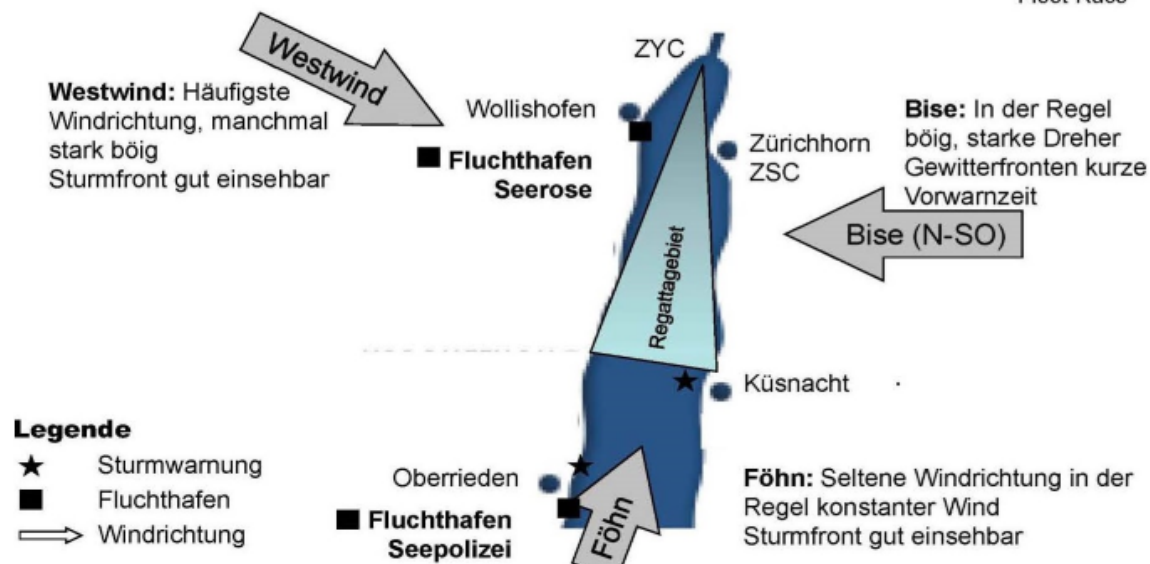 Westwind
ZYC
Westwind: Häufigste
Windrichtung, manchmal
stark böig
Sturmfront gut einsehbar
Wollishofen
Fluchthafen
Seerose
Zürichhorn
ZSC
Bise: In der Regel
böig, starke Dreher
Gewitterfronten kurze
Vorwarnzeit
Bise (N-SO)
Regattagebiet
Küsnacht
Legende
Sturmwarnung
Fluchthafen
Windrichtung
Oberrieden
Fluchthafen
Seepolizei
Föhn
Föhn: Seltene Windrichtung in der
Regel konstanter Wind
Sturmfront gut einsehbar